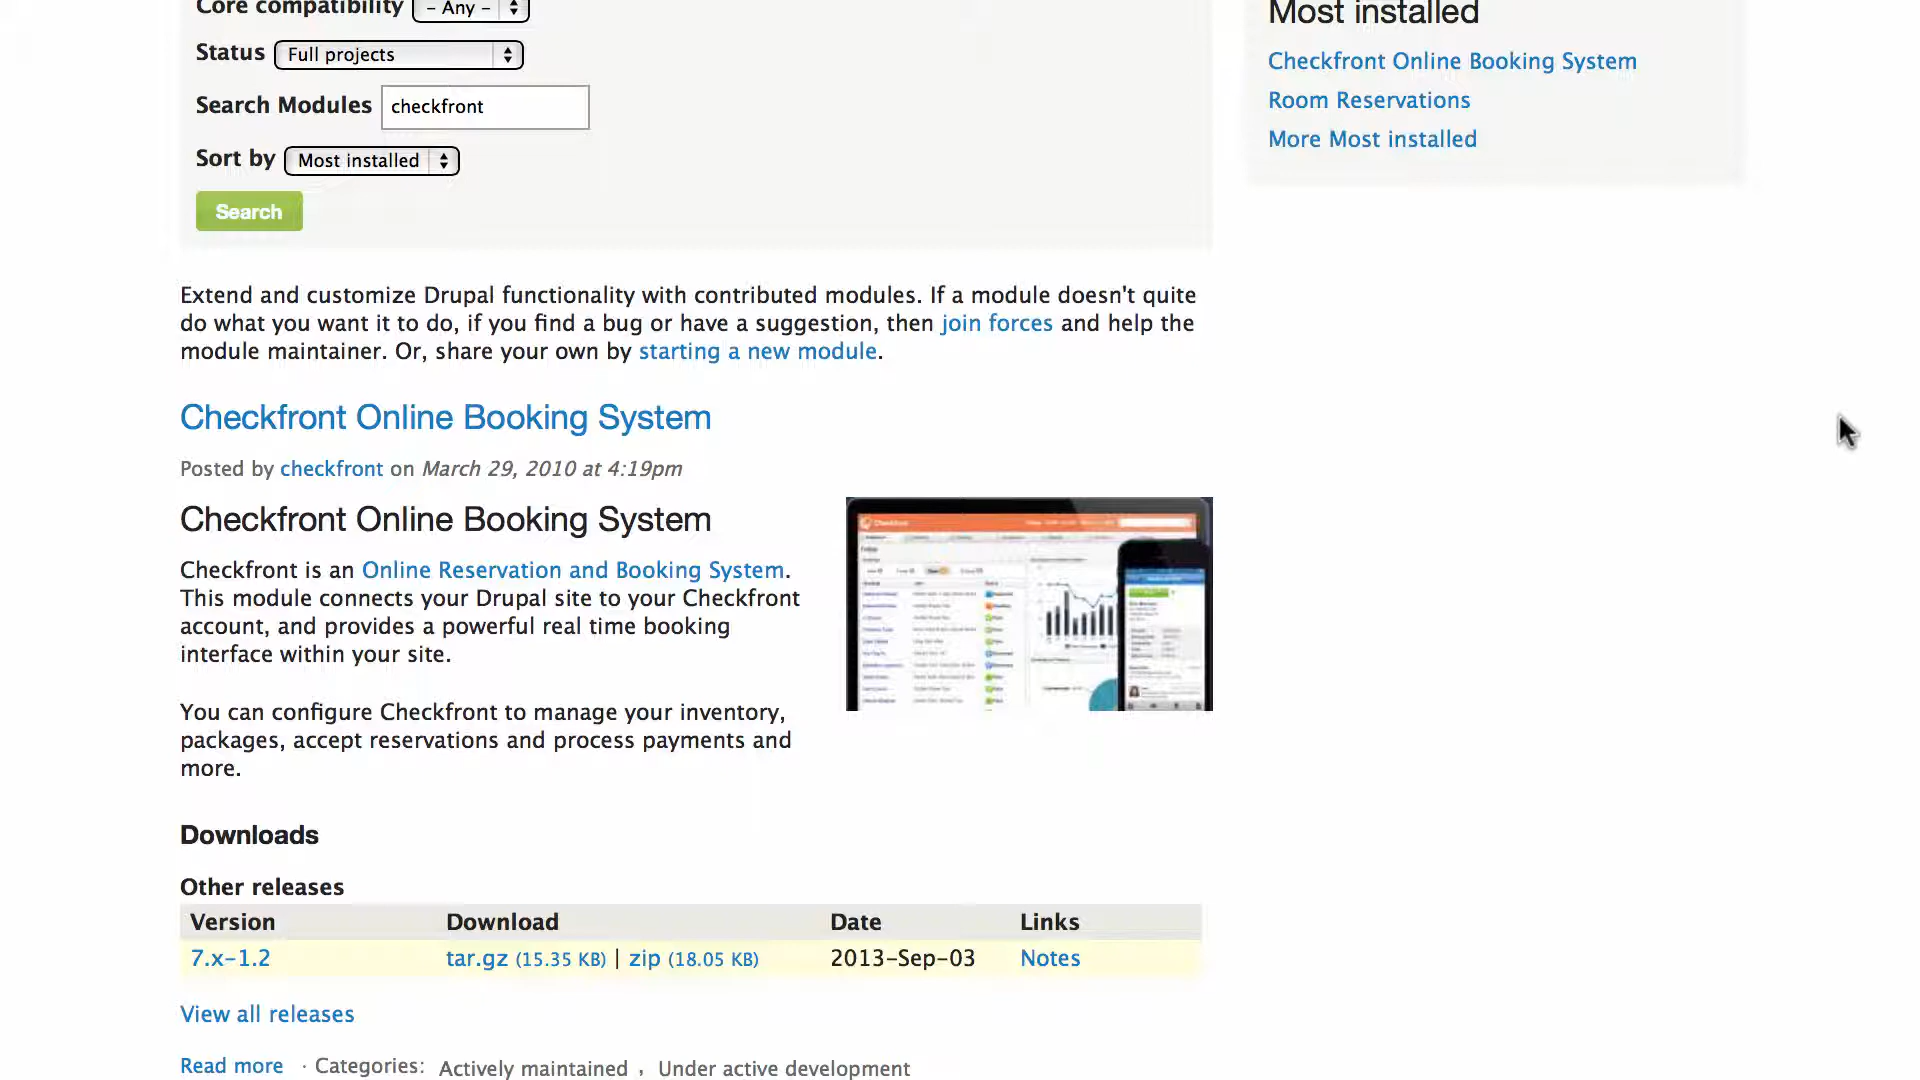 Core compatibility - Any -
Most installed
Status Full projects
Checkfront Online Booking System
Search Modules checkfront
Room Reservations
Sort by Most installed
More Most installed
Search
Extend and customize Drupal functionality with contributed modules. If a module doesn't quite
do what you want it to do, if you find a bug or have a suggestion, then join forces and help the
module maintainer. Or, share your own by starting a new module.
Checkfront Online Booking System
Posted by checkfront on March 29, 2010 at 4:19pm
Checkfront Online Booking System
Checkfront is an Online Reservation and Booking System.
This module connects your Drupal site to your Checkfront
account, and provides a powerful real time booking
interface within your site.
You can configure Checkfront to manage your inventory,
packages, accept reservations and process payments and
more.
Downloads
Other releases
Version Download Date Links
7.x-1.2 tar.gz (15.35 KB) | zip (18.05 KB) 2013-Sep-03 Notes
View all releases
Read more · Categories: Actively maintained , Under active development